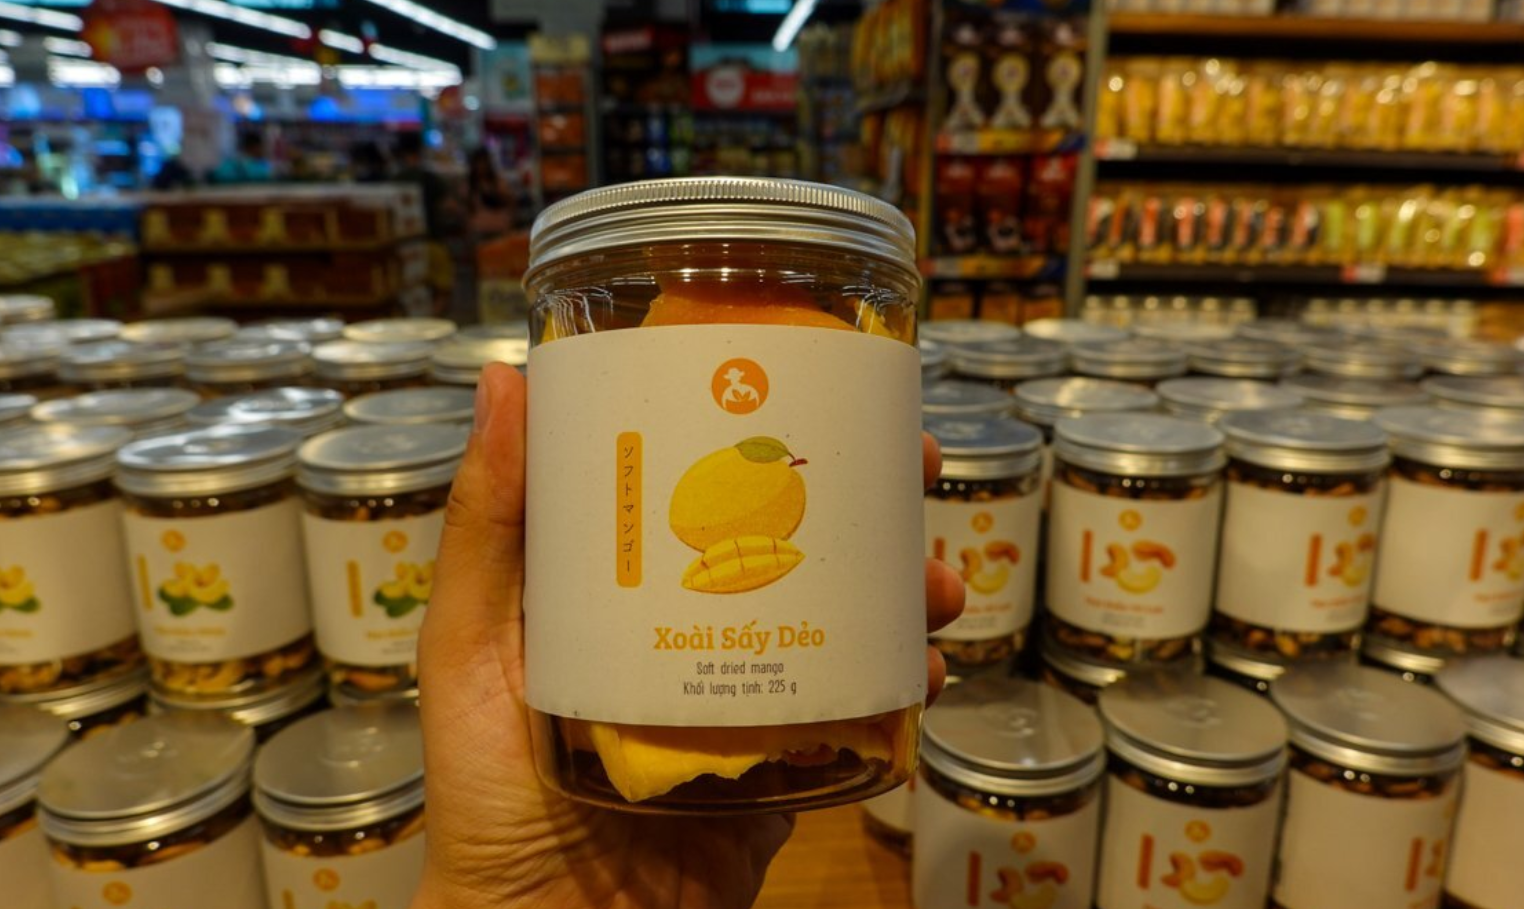 ソフトマンゴー
Xoài Sấy Dẻo
Soft dried mango
Khối lượng tịnh: 225 g